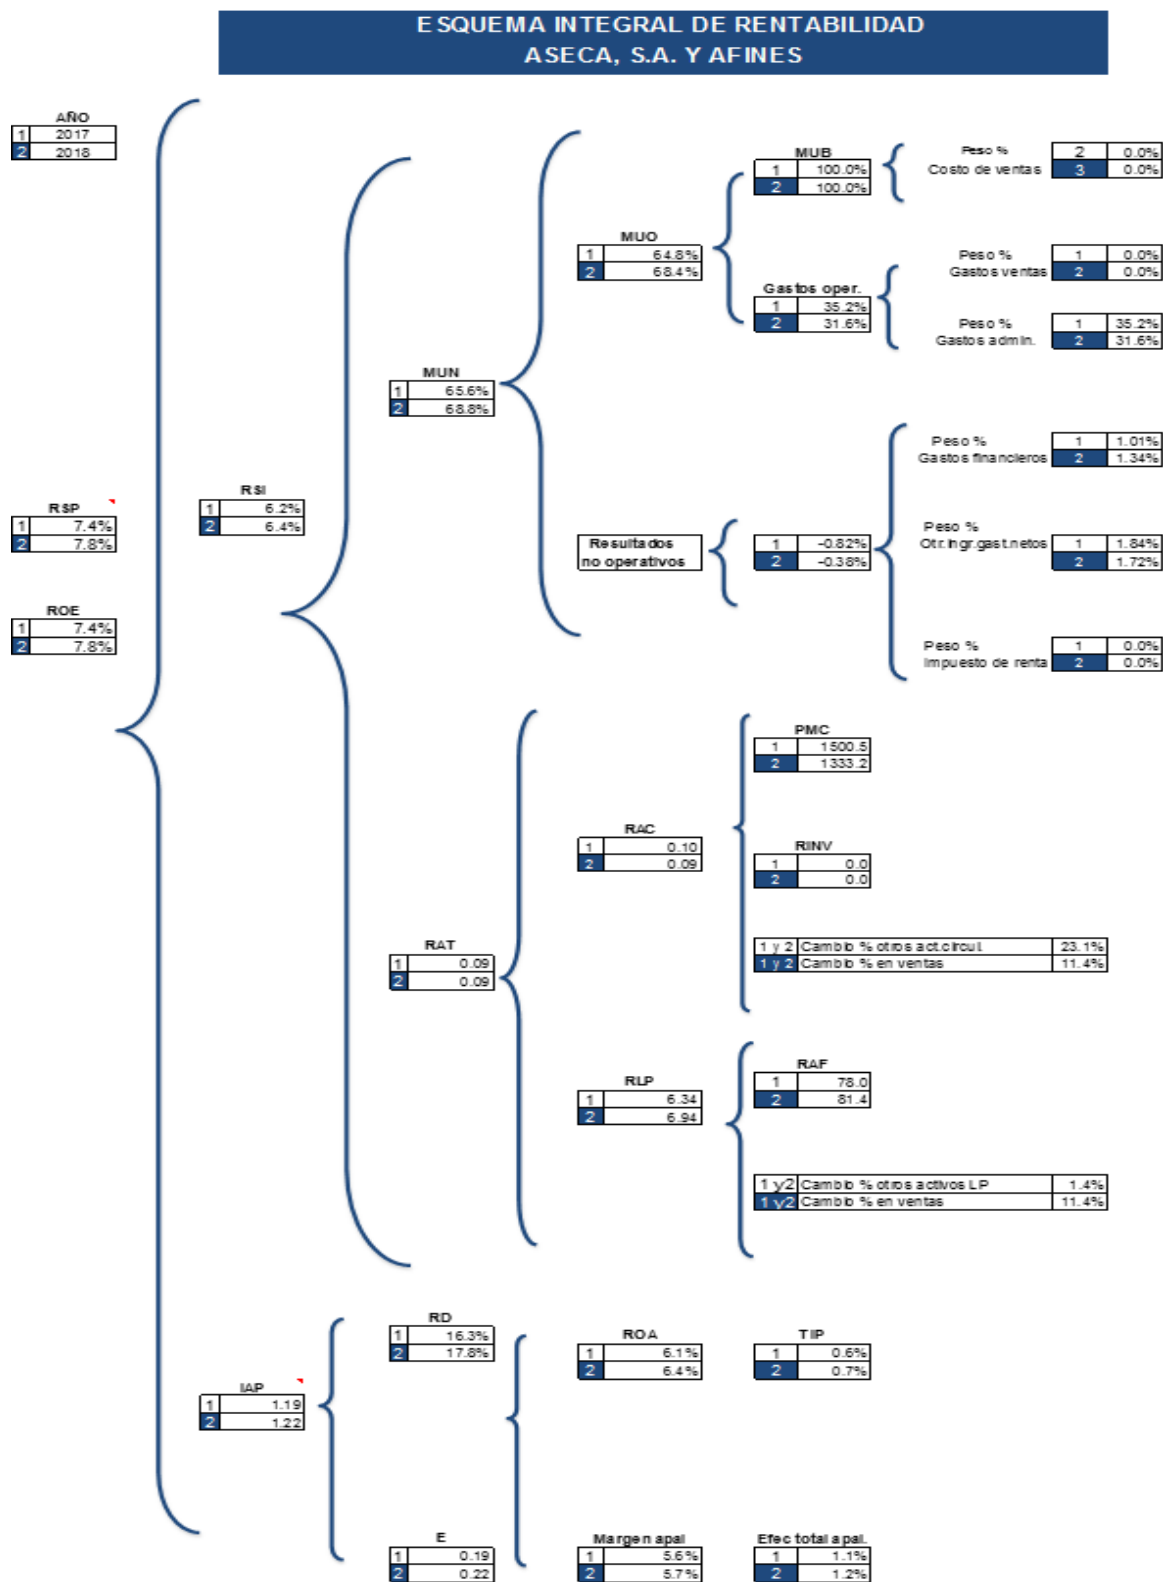 ESQUEMA INTEGRAL DE RENTABILIDAD
ASECA, S.A. Y AFINES
AÑO
1 2017
2 2018
RSP
1 7.4%
2 7.8%
ROE
1 7.4%
2 7.8%
RSI
1 6.2%
2 6.4%
MUN
1 65.6%
2 68.8%
MUO
1 64.8%
2 68.4%
MUB
1 100.0%
2 100.0%
Peso % 2 0.0%
Costo de ventas 3 0.0%
Gastos oper.
1 35.2%
2 31.6%
Peso % 1 0.0%
Gastos ventas 2 0.0%
Peso % 1 35.2%
Gastos admin. 2 31.6%
Resultados
no operativos
1 -0.82%
2 -0.38%
Peso % 1 1.01%
Gastos financieros 2 1.34%
Peso %
Otr.ingr.gast.netos 1 1.84%
2 1.72%
Peso % 1 0.0%
Impuesto de renta 2 0.0%
RAT
1 0.09
2 0.09
RAC
1 0.10
2 0.09
PMC
1 1500.5
2 1333.2
RINV
1 0.0
2 0.0
1 y 2 Cambio % otros act.circul. 23.1%
1 y 2 Cambio % en ventas 11.4%
RLP
1 6.34
2 6.94
RAF
1 78.0
2 81.4
1 y2 Cambio % otros activos LP 1.4%
1 y2 Cambio % en ventas 11.4%
IAP
1 1.19
2 1.22
RD
1 16.3%
2 17.8%
ROA
1 6.1%
2 6.4%
TIP
1 0.6%
2 0.7%
E
1 0.19
2 0.22
Margen apal
1 5.6%
2 5.7%
Efec total apal.
1 1.1%
2 1.2%